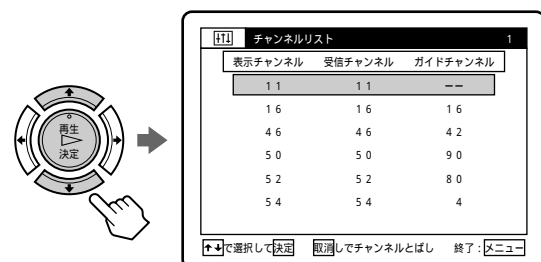 チャンネルリスト 1
表示チャンネル 受信チャンネル ガイドチャンネル
11 11 −−
16 16 16
46 46 42
50 50 90
52 52 80
54 54 4
再生
決定
↑↓で選択して決定 取消しでチャンネルとばし 終了:メニュー